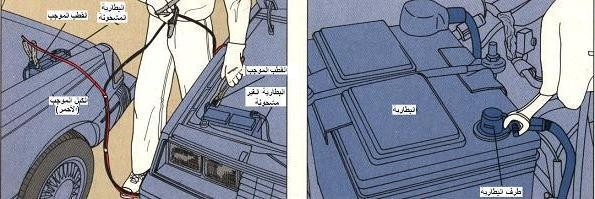 البطارية
المشحونة
القطب الموجب
الكبل الموجب
(الأحمر)
القطب الموجب
البطارية الغير
مشحونة
البطارية
طرف البطارية